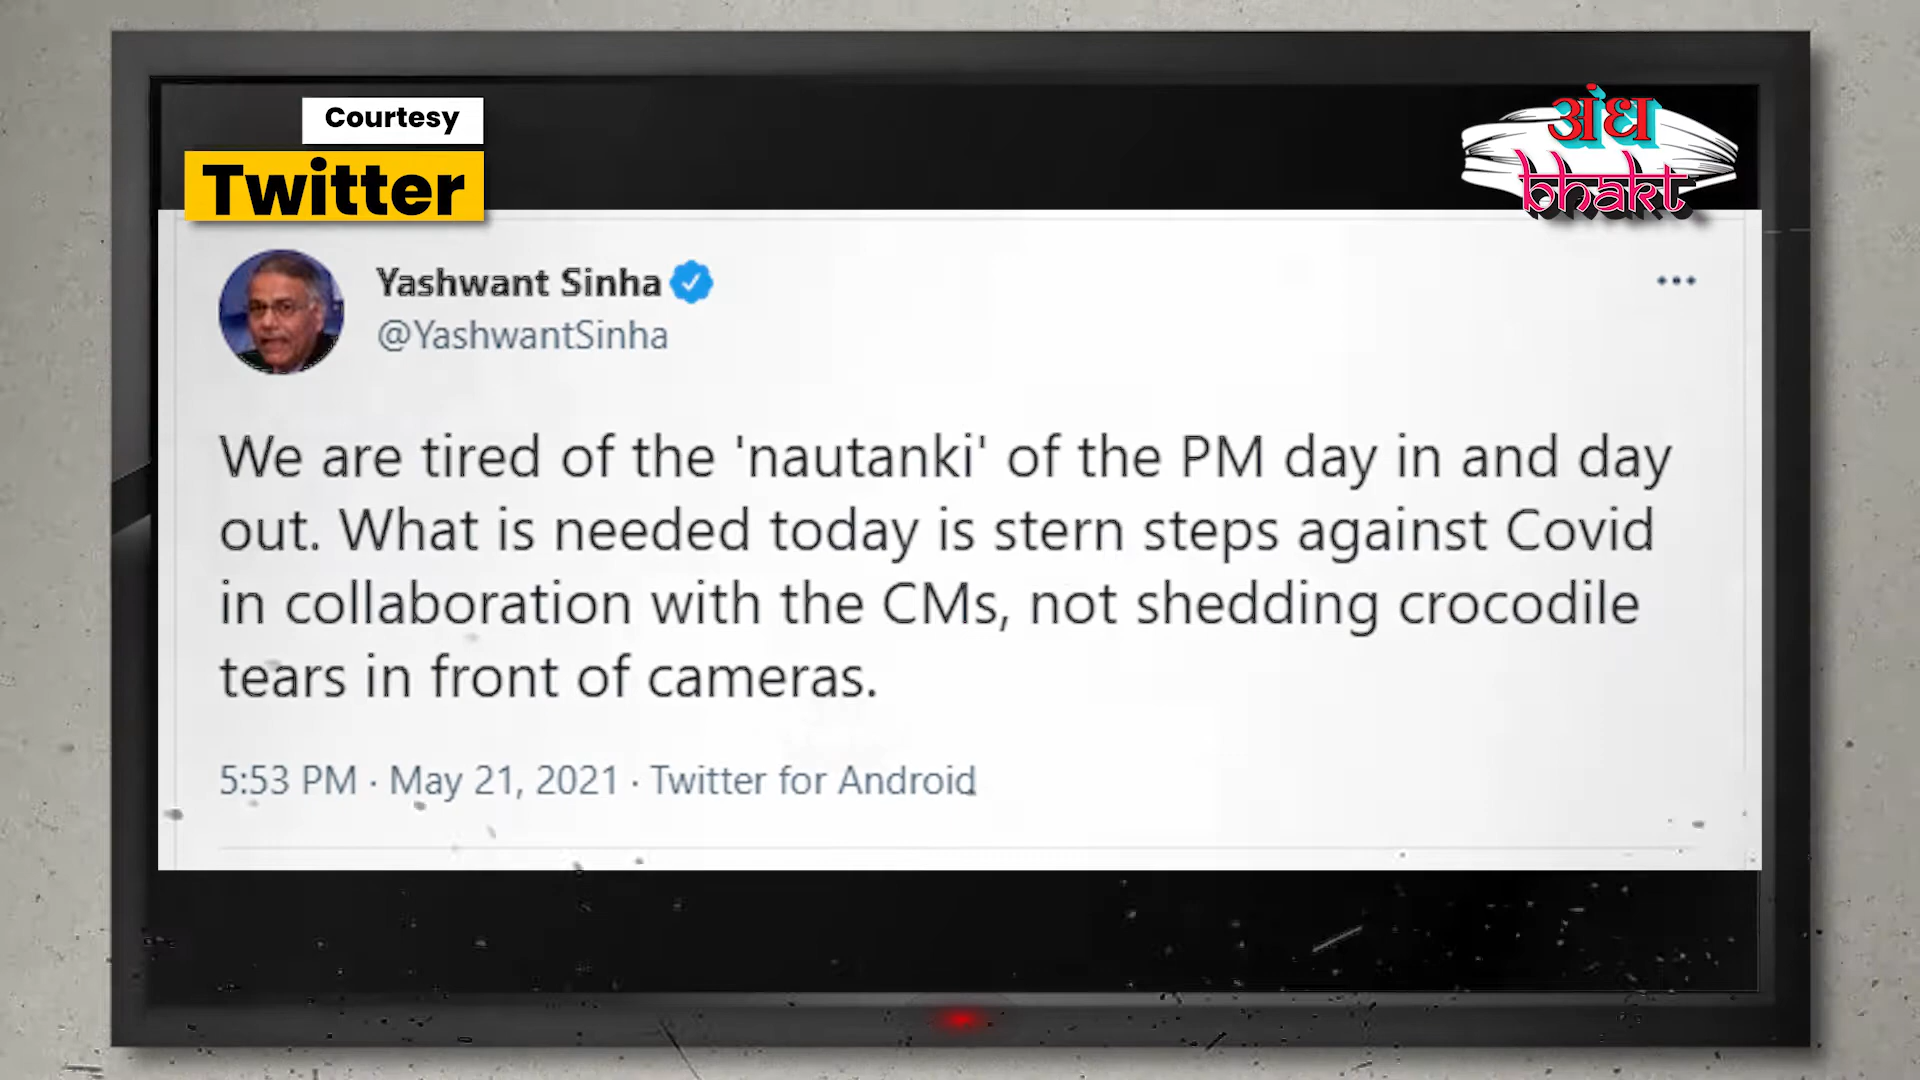 Courtesy
Twitter
अंध
bhakt
Yashwant Sinha
@YashwantSinha
We are tired of the 'nautanki' of the PM day in and day
out. What is needed today is stern steps against Covid
in collaboration with the CMs, not shedding crocodile
tears in front of cameras.
5:53 PM · May 21, 2021 · Twitter for Android